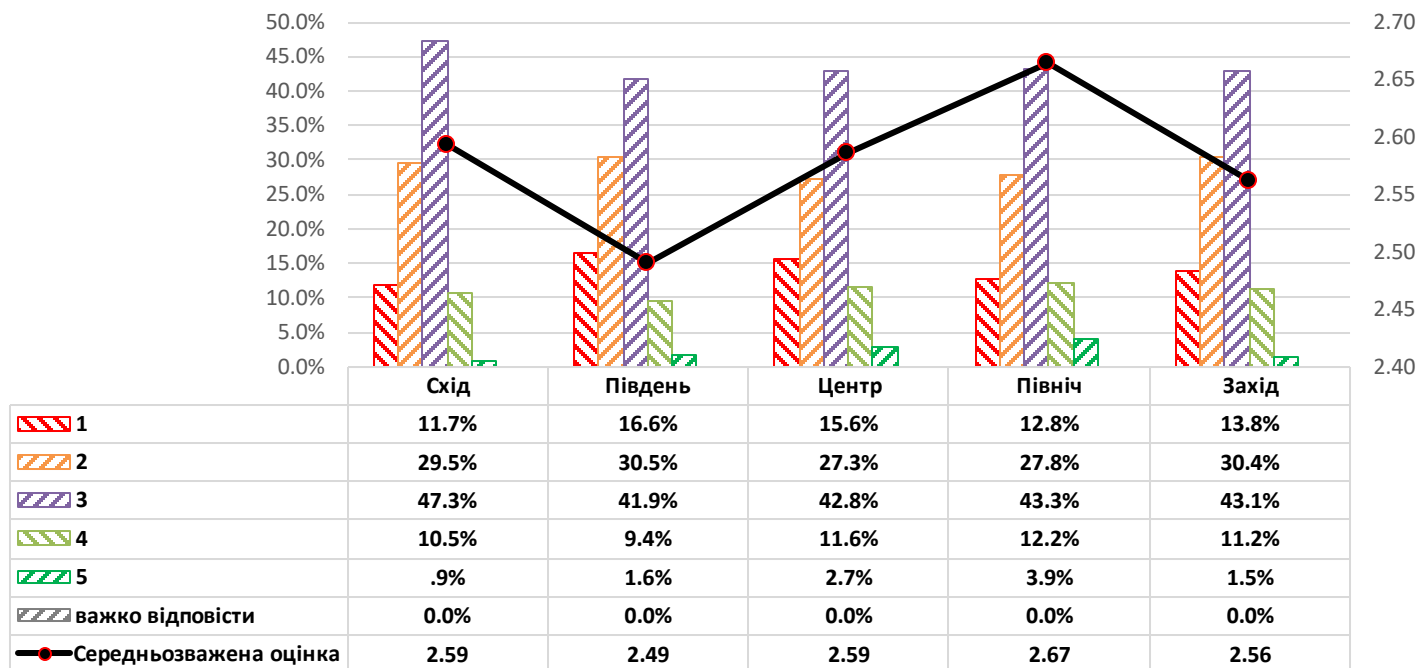 50.0% 2.70
45.0% 2.65
40.0%
35.0% 2.60
30.0%
25.0% 2.55
20.0% 2.50
15.0%
10.0% 2.45
5.0%
0.0% 2.40
Схід Південь Центр Північ Захід
1 11.7% 16.6% 15.6% 12.8% 13.8%
2 29.5% 30.5% 27.3% 27.8% 30.4%
3 47.3% 41.9% 42.8% 43.3% 43.1%
4 10.5% 9.4% 11.6% 12.2% 11.2%
5 .9% 1.6% 2.7% 3.9% 1.5%
важко відповісти 0.0% 0.0% 0.0% 0.0% 0.0%
Середньозважена оцінка 2.59 2.49 2.59 2.67 2.56